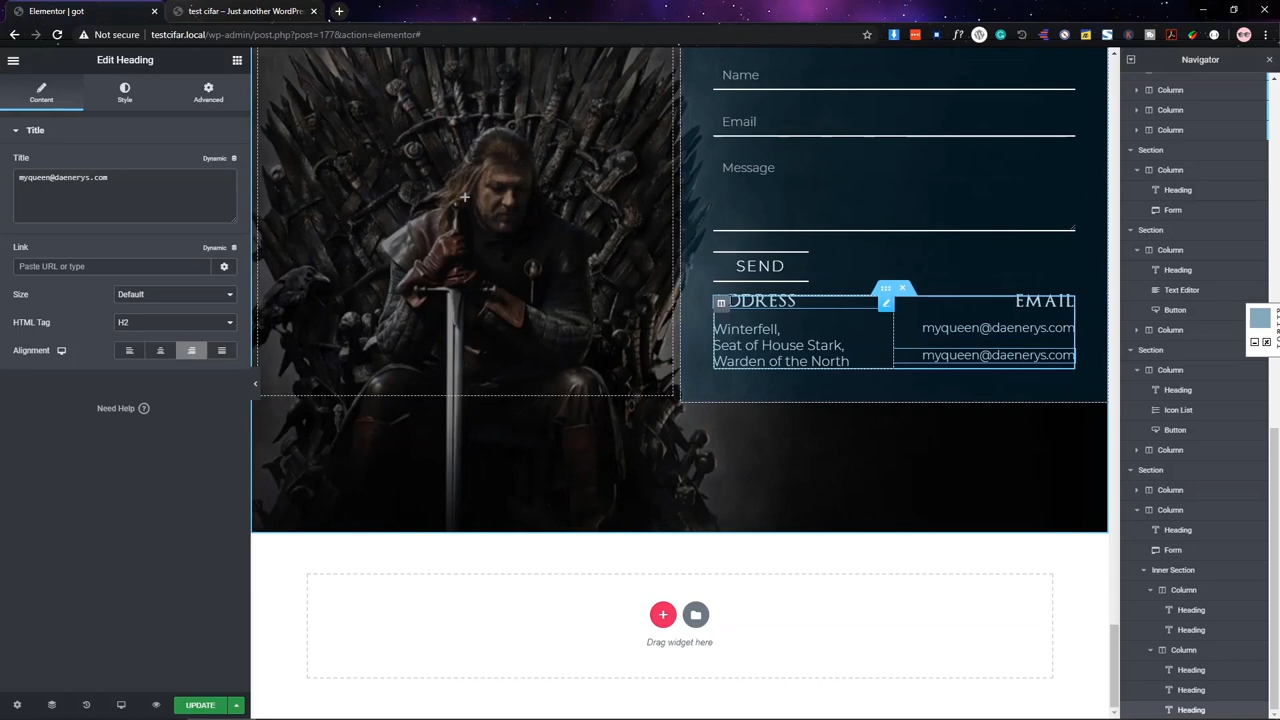 Elementor | got
test cifar – Just another WordPre
Not secure
testcifar.local/wp-admin/post.php?post=177&action=elementor#
Edit Heading
Content
Style
Advanced
Title
Title
Dynamic
myqueen@daenerys.com
Link
Dynamic
Paste URL or type
Size
Default
HTML Tag
H2
Alignment
Need Help
UPDATE
Name
Email
Message
SEND
DDRESS
EMAIL
Winterfell,
Seat of House Stark,
Warden of the North
myqueen@daenerys.com
myqueen@daenerys.com
Drag widget here
Navigator
Column
Column
Column
Section
Column
Heading
Form
Section
Column
Heading
Text Editor
Button
Column
Section
Column
Heading
Icon List
Button
Column
Section
Column
Column
Heading
Form
Inner Section
Column
Heading
Heading
Column
Heading
Heading
Heading